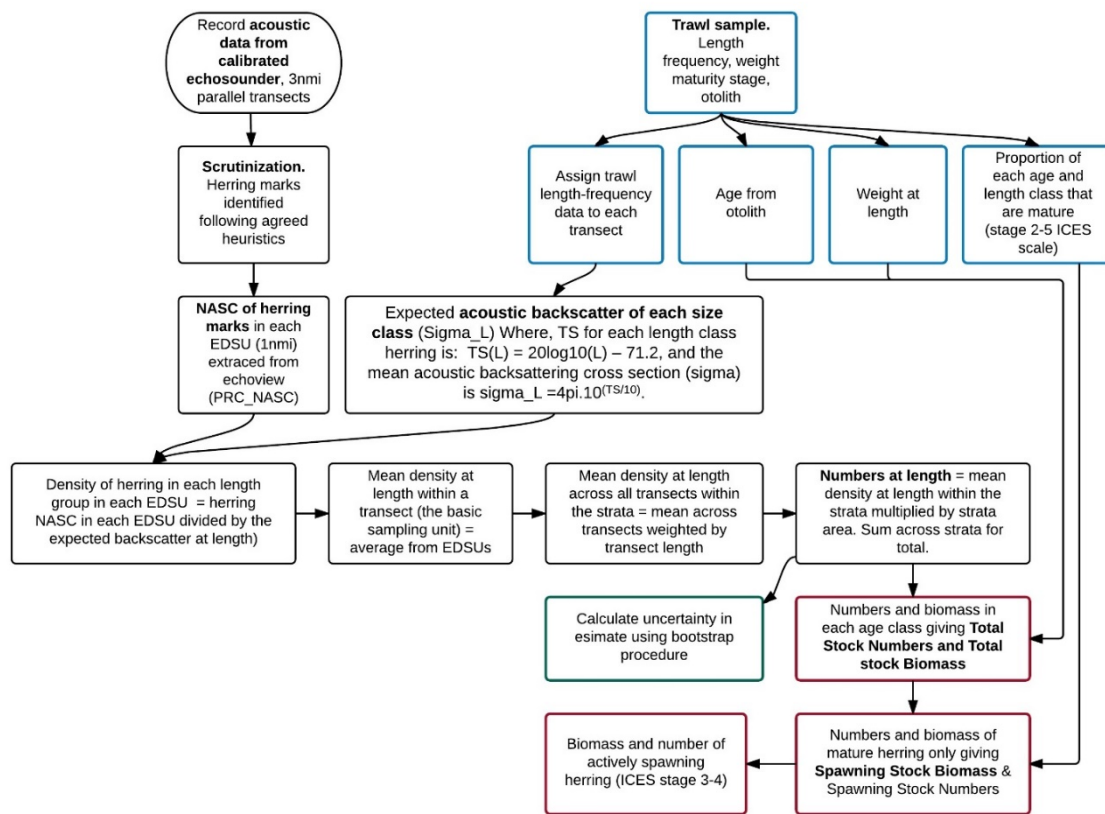 Record acoustic
data from
calibrated
echosounder, 3nmi
parallel transects
Trawl sample.
Length
frequency, weight
maturity stage,
otolith
Scrutinization.
Herring marks
identified
following agreed
heuristics
Assign trawl
length-frequency
data to each
transect
Age from
otolith
Weight at
length
Proportion of
each age and
length class that
are mature
(stage 2-5 ICES
scale)
NASC of herring
marks in each
EDSU (1nmi)
extraced from
echoview
(PRC_NASC)
Expected acoustic backscatter of each size
class (Sigma_L) Where, TS for each length class
herring is:  TS(L) = 20log10(L) – 71.2, and the
mean acoustic backsattering cross section (sigma)
is sigma_L =4pi.10(TS/10).
Density of herring in each length
group in each EDSU  = herring
NASC in each EDSU divided by the
expected backscatter at length)
Mean density at
length within a
transect (the basic
sampling unit) =
average from EDSUs
Mean density at length
across all transects within
the strata = mean across
transects weighted by
transect length
Numbers at length = mean
density at length within the
strata multiplied by strata
area. Sum across strata for
total.
Calculate uncertainty in
esimate using bootstrap
procedure
Numbers and biomass in
each age class giving Total
Stock Numbers and Total
stock Biomass
Biomass and number of
actively spawning
herring (ICES stage 3-4)
Numbers and biomass of
mature herring only giving
Spawning Stock Biomass &
Spawning Stock Numbers